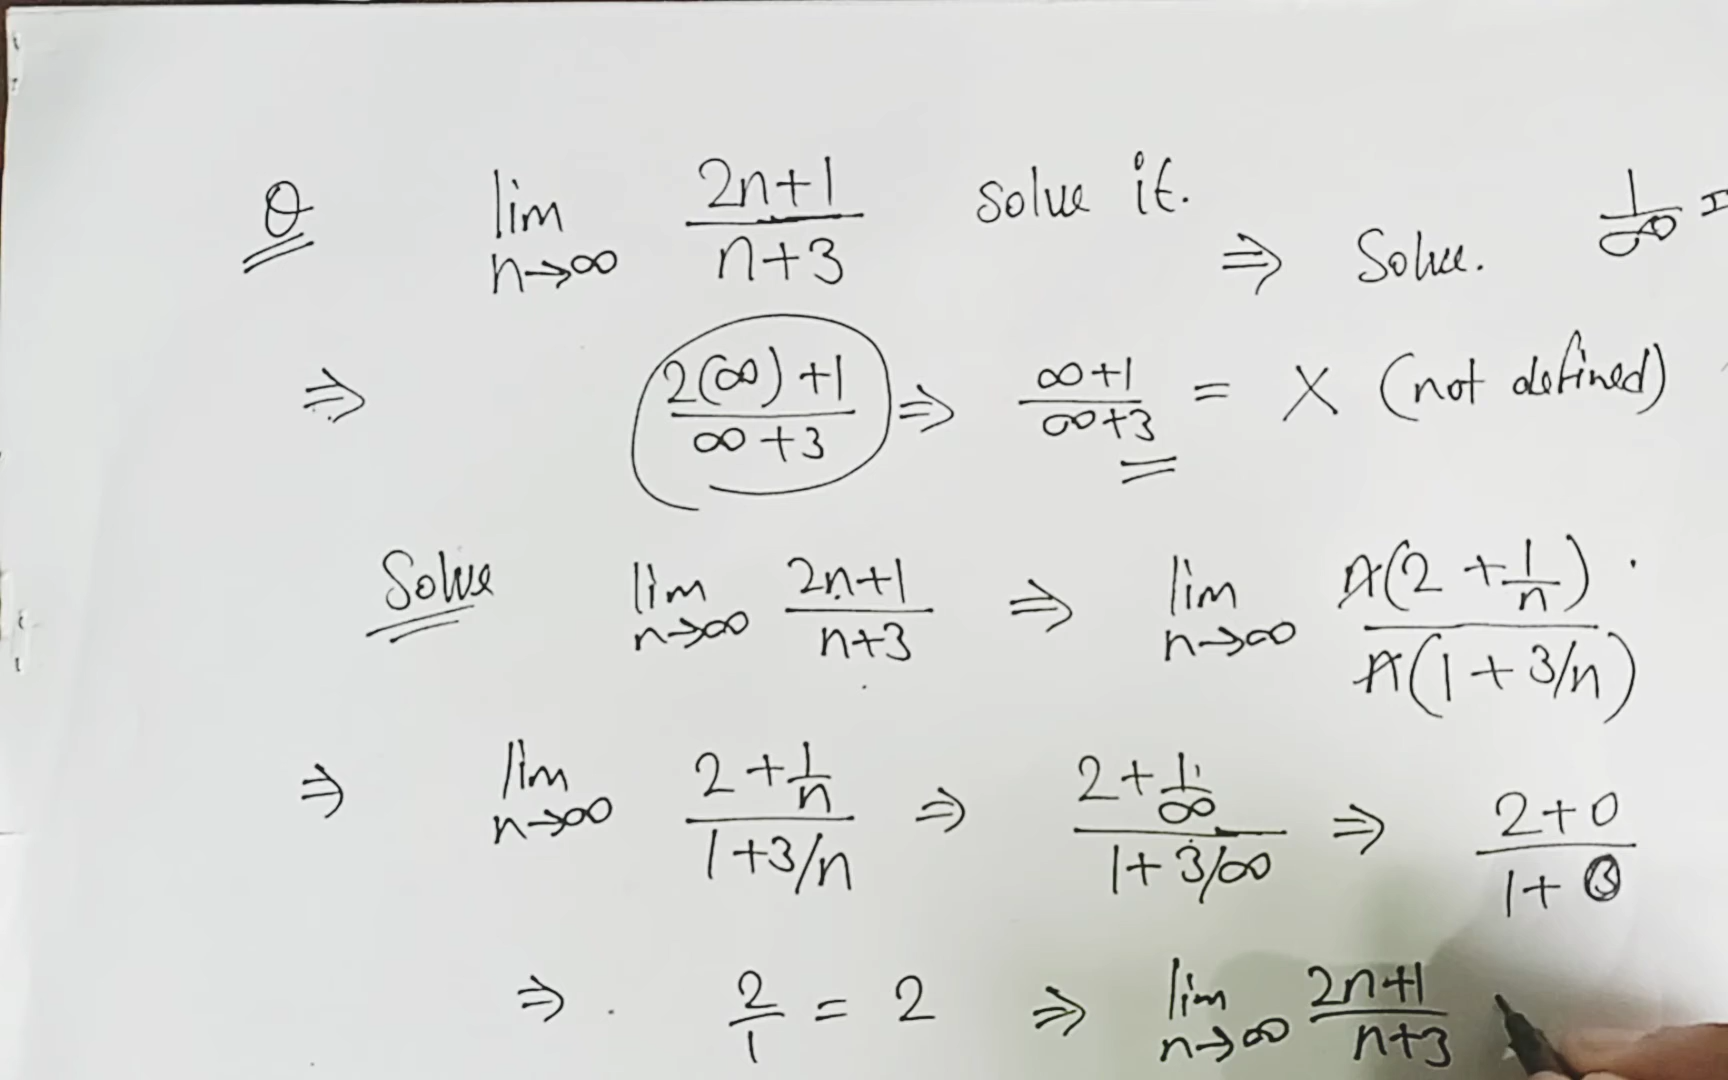 Q lim n→∞ (2n+1)/(n+3) solve it.
⇒ Solve. 1/∞ =
⇒ (2(∞)+1)/(∞+3) ⇒ (∞+1)/(∞+3) = X (not defined)
Solve lim n→∞ (2n+1)/(n+3) ⇒ lim n→∞ n(2+1/n)/n(1+3/n)
⇒ lim n→∞ (2+1/n)/(1+3/n) ⇒ (2+1/∞)/(1+3/∞) ⇒ (2+0)/(1+0)
⇒ 2/1 = 2 ⇒ lim n→∞ (2n+1)/(n+3)